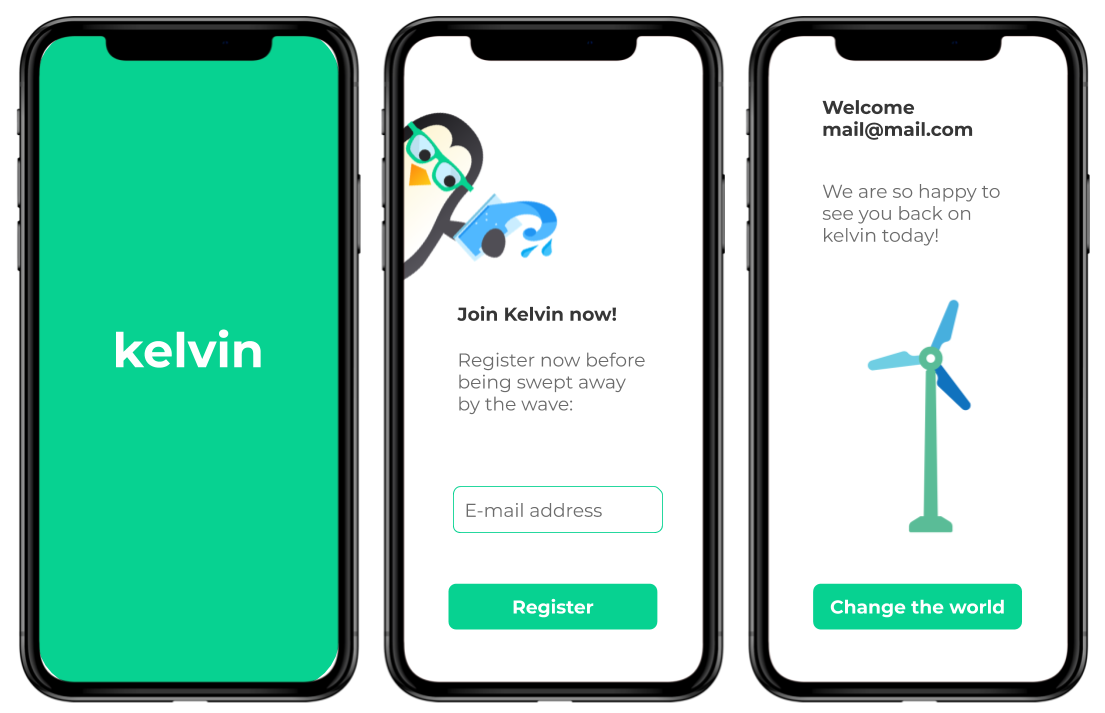 kelvin
Join Kelvin now!
Register now before
being swept away
by the wave:
E-mail address
Register
Welcome
mail@mail.com
We are so happy to
see you back on
kelvin today!
Change the world